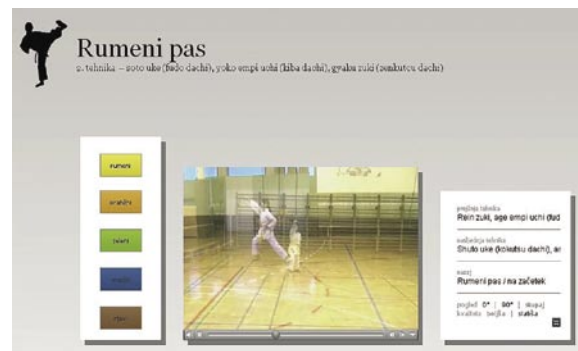 Rumeni pas
2. tehnika – soto uke (fudo dachi), yoko empi uchi (kiba dachi), gyaku zuki (zenkutsu dachi)
rumeni
oranžni
zeleni
modri
rjavi
prejšnja tehnika
Ren zuki, age empi uchi (fud
naslednja tehnika
Shuto uke (kokutsu dachi), ar
nazaj
Rumeni pas / na začetek
pogled 0° | 90° | skupaj
kvaliteta boljša | slabša